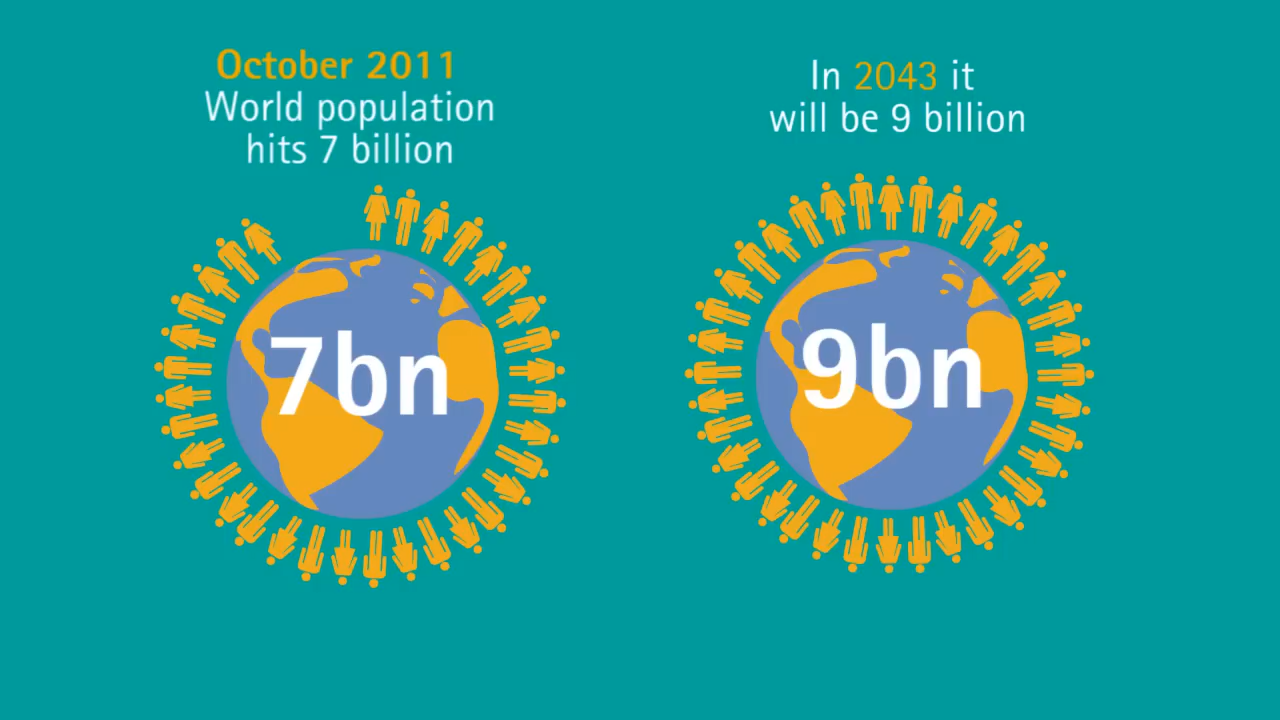 October 2011
World population
hits 7 billion
7bn
In 2043 it
will be 9 billion
9bn